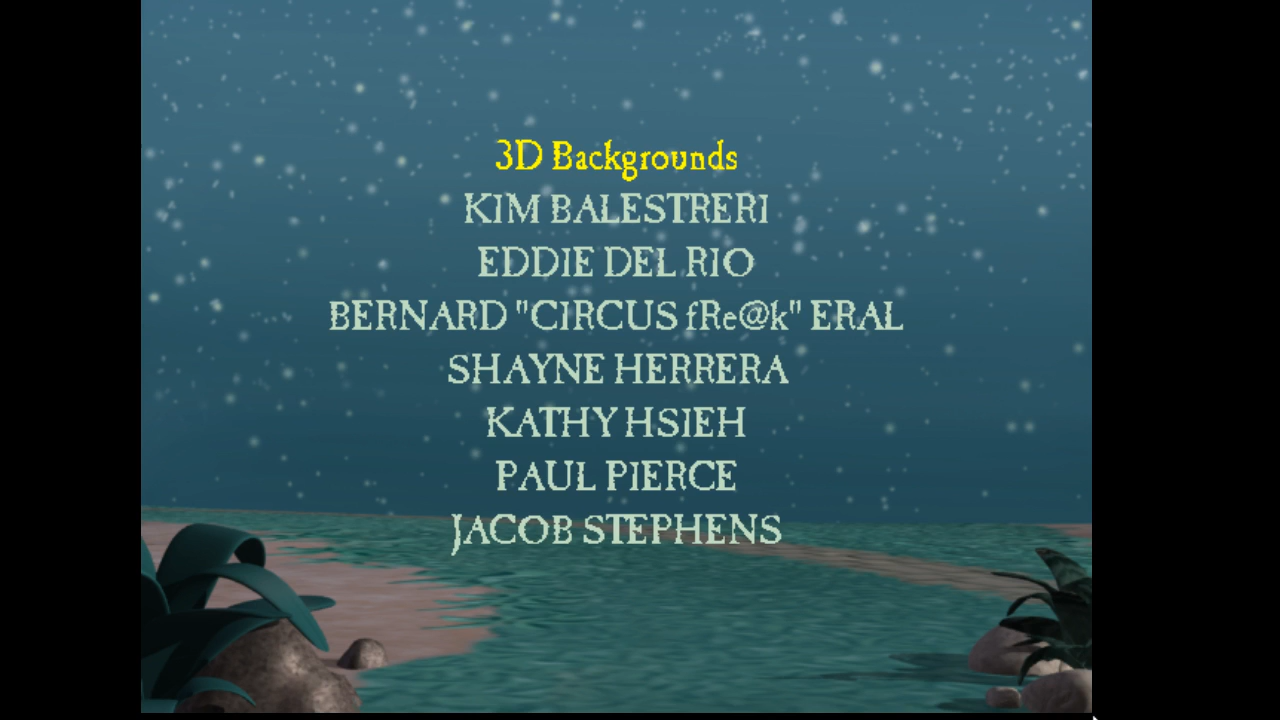 3D Backgrounds
KIM BALESTRERI
EDDIE DEL RIO
BERNARD "CIRCUS fRe@k" ERAL
SHAYNE HERRERA
KATHY HSIEH
PAUL PIERCE
JACOB STEPHENS